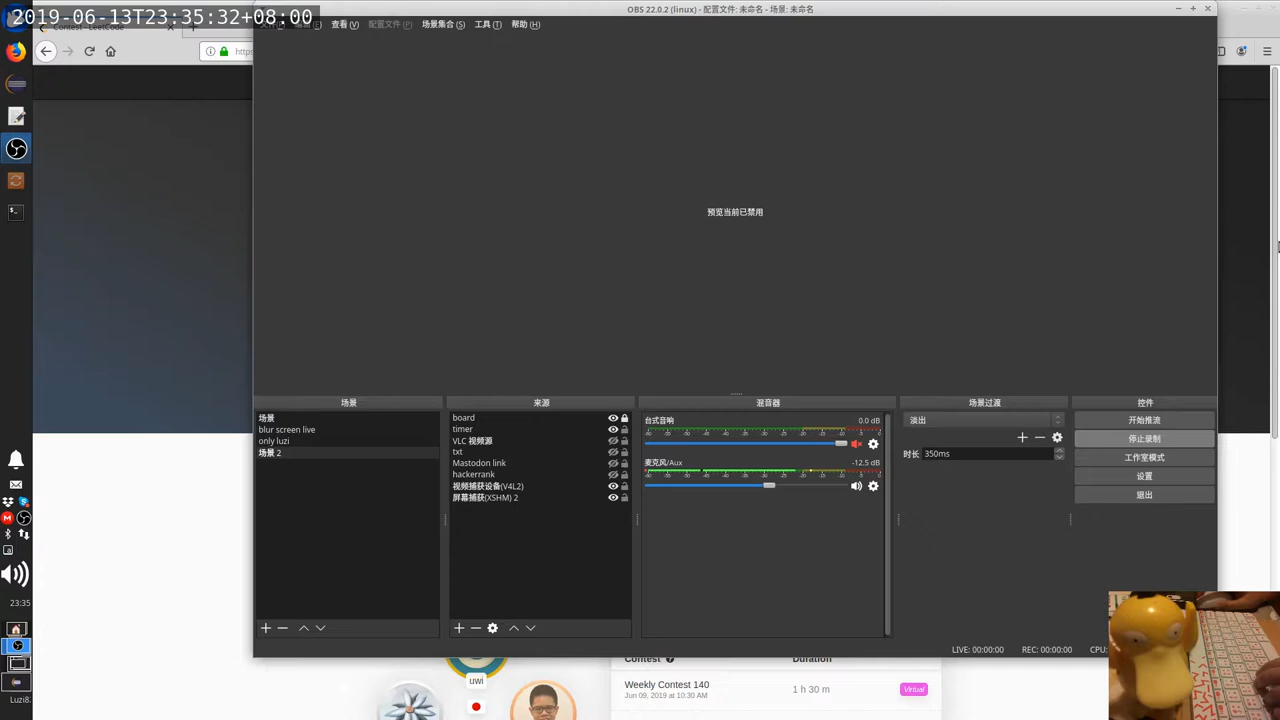 2019-06-13T23:35:32+08:00
OBS 22.0.2 (linux) - 配置文件: 未命名 - 场景: 未命名
Contest - LeetCode
查看 (V)
配置文件 (P)
场景集合 (S)
工具 (T)
帮助 (H)
https
预览当前已禁用
场景
场景
blur screen live
only luzi
场景 2
来源
board
timer
VLC 视频源
txt
Mastodon link
hackerrank
视频捕获设备(V4L2)
屏幕捕获(XSHM) 2
混音器
台式音响
0.0 dB
麦克风/Aux
-12.5 dB
场景过渡
淡出
时长
350ms
控件
开始推流
停止录制
工作室模式
设置
退出
LIVE: 00:00:00
REC: 00:00:00
CPU:
23:35
Luzi8
uwi
Contest
Duration
Weekly Contest 140
Jun 09, 2019 at 10:30 AM
1 h 30 m
Virtual